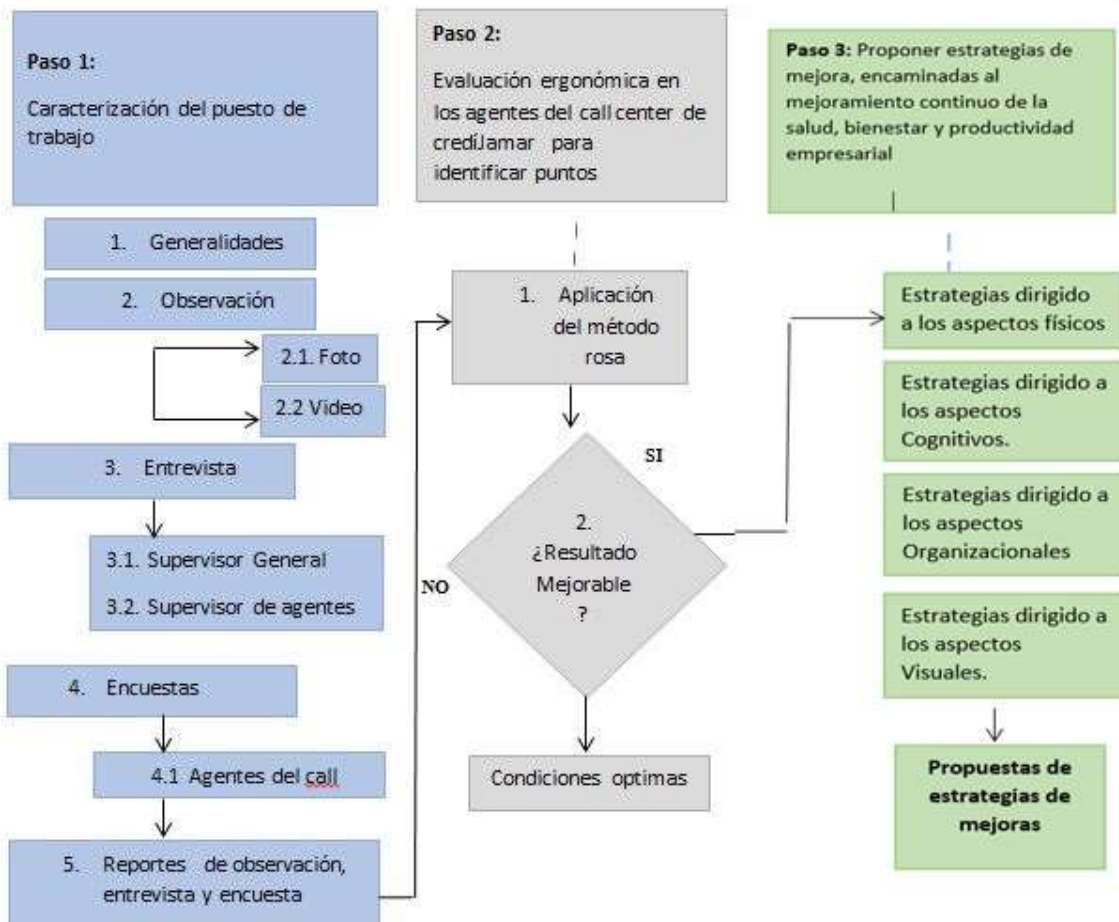 Paso 1:
Caracterización del puesto de
trabajo
1. Generalidades
2. Observación
2.1. Foto
2.2 Video
3. Entrevista
3.1. Supervisor General
3.2. Supervisor de agentes
4. Encuestas
4.1 Agentes del call
5. Reportes de observación,
entrevista y encuesta
Paso 2:
Evaluación ergonómica en
los agentes del call center de
crediJamar para
identificar puntos
1. Aplicación
del método
rosa
SI
2.
¿Resultado
Mejorable
?
NO
Condiciones optimas
Paso 3: Proponer estrategias de
mejora, encaminadas al
mejoramiento continuo de la
salud, bienestar y productividad
empresarial
Estrategias dirigido
a los aspectos físicos
Estrategias dirigido a
los aspectos
Cognitivos.
Estrategias dirigido a
los aspectos
Organizacionales
Estrategias dirigido a
los aspectos
Visuales.
Propuestas de
estrategias de
mejoras